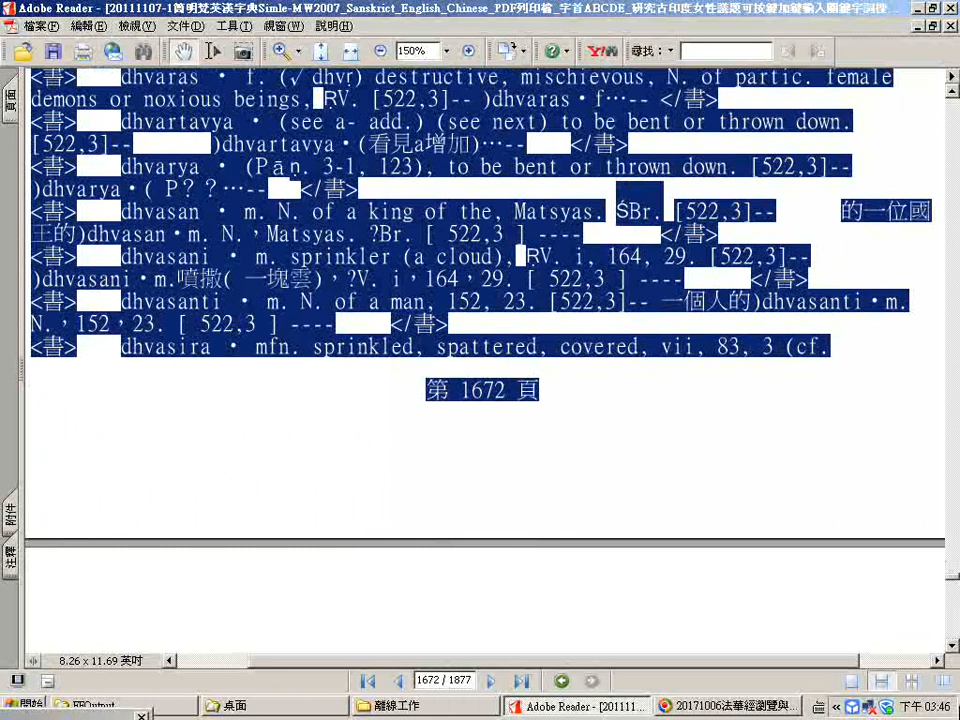 Adobe Reader - [20111107-1簡明梵英漢字典Simle-MW2007_Sanskrict_English_Chinese_PDF列印檔_字首ABCDE_研究古印度女性議題可按鍵加鍵輸入關鍵字詞搜
檔案(F) 編輯(E) 檢視(V) 文件(D) 工具(T) 視窗(W) 說明(H)
150% Y! 尋找:
頁面
<書> dhvaras · f. (√ dhvṛ) destructive, mischievous, N. of partic. female
demons or noxious beings, RV. [522,3]-- )dhvaras·f…-- </書>
<書> dhvartavya · (see a- add.) (see next) to be bent or thrown down.
[522,3]-- )dhvartavya·(看見a增加)…-- </書>
<書> dhvarya · (Pāṇ. 3-1, 123), to be bent or thrown down. [522,3]--
)dhvarya·( P??…-- </書>
<書> dhvasan · m. N. of a king of the, Matsyas. ŚBr. [522,3]-- 的一位國
王的)dhvasan·m. N.,Matsyas. ?Br. [ 522,3 ] ---- </書>
<書> dhvasani · m. sprinkler (a cloud), RV. i, 164, 29. [522,3]--
)dhvasani·m.噴撒( 一塊雲),?V. i,164,29. [ 522,3 ] ---- </書>
<書> dhvasanti · m. N. of a man, 152, 23. [522,3]-- 一個人的)dhvasanti·m.
N.,152,23. [ 522,3 ] ---- </書>
<書> dhvasira · mfn. sprinkled, spattered, covered, vii, 83, 3 (cf.
第 1672 頁
附件
注釋
8.26 x 11.69 英吋
1672 / 1877
開始 FFOutput 桌面 離線工作 Adobe Reader - [201111... 20171006法華經瀏覽與... 下午 03:46